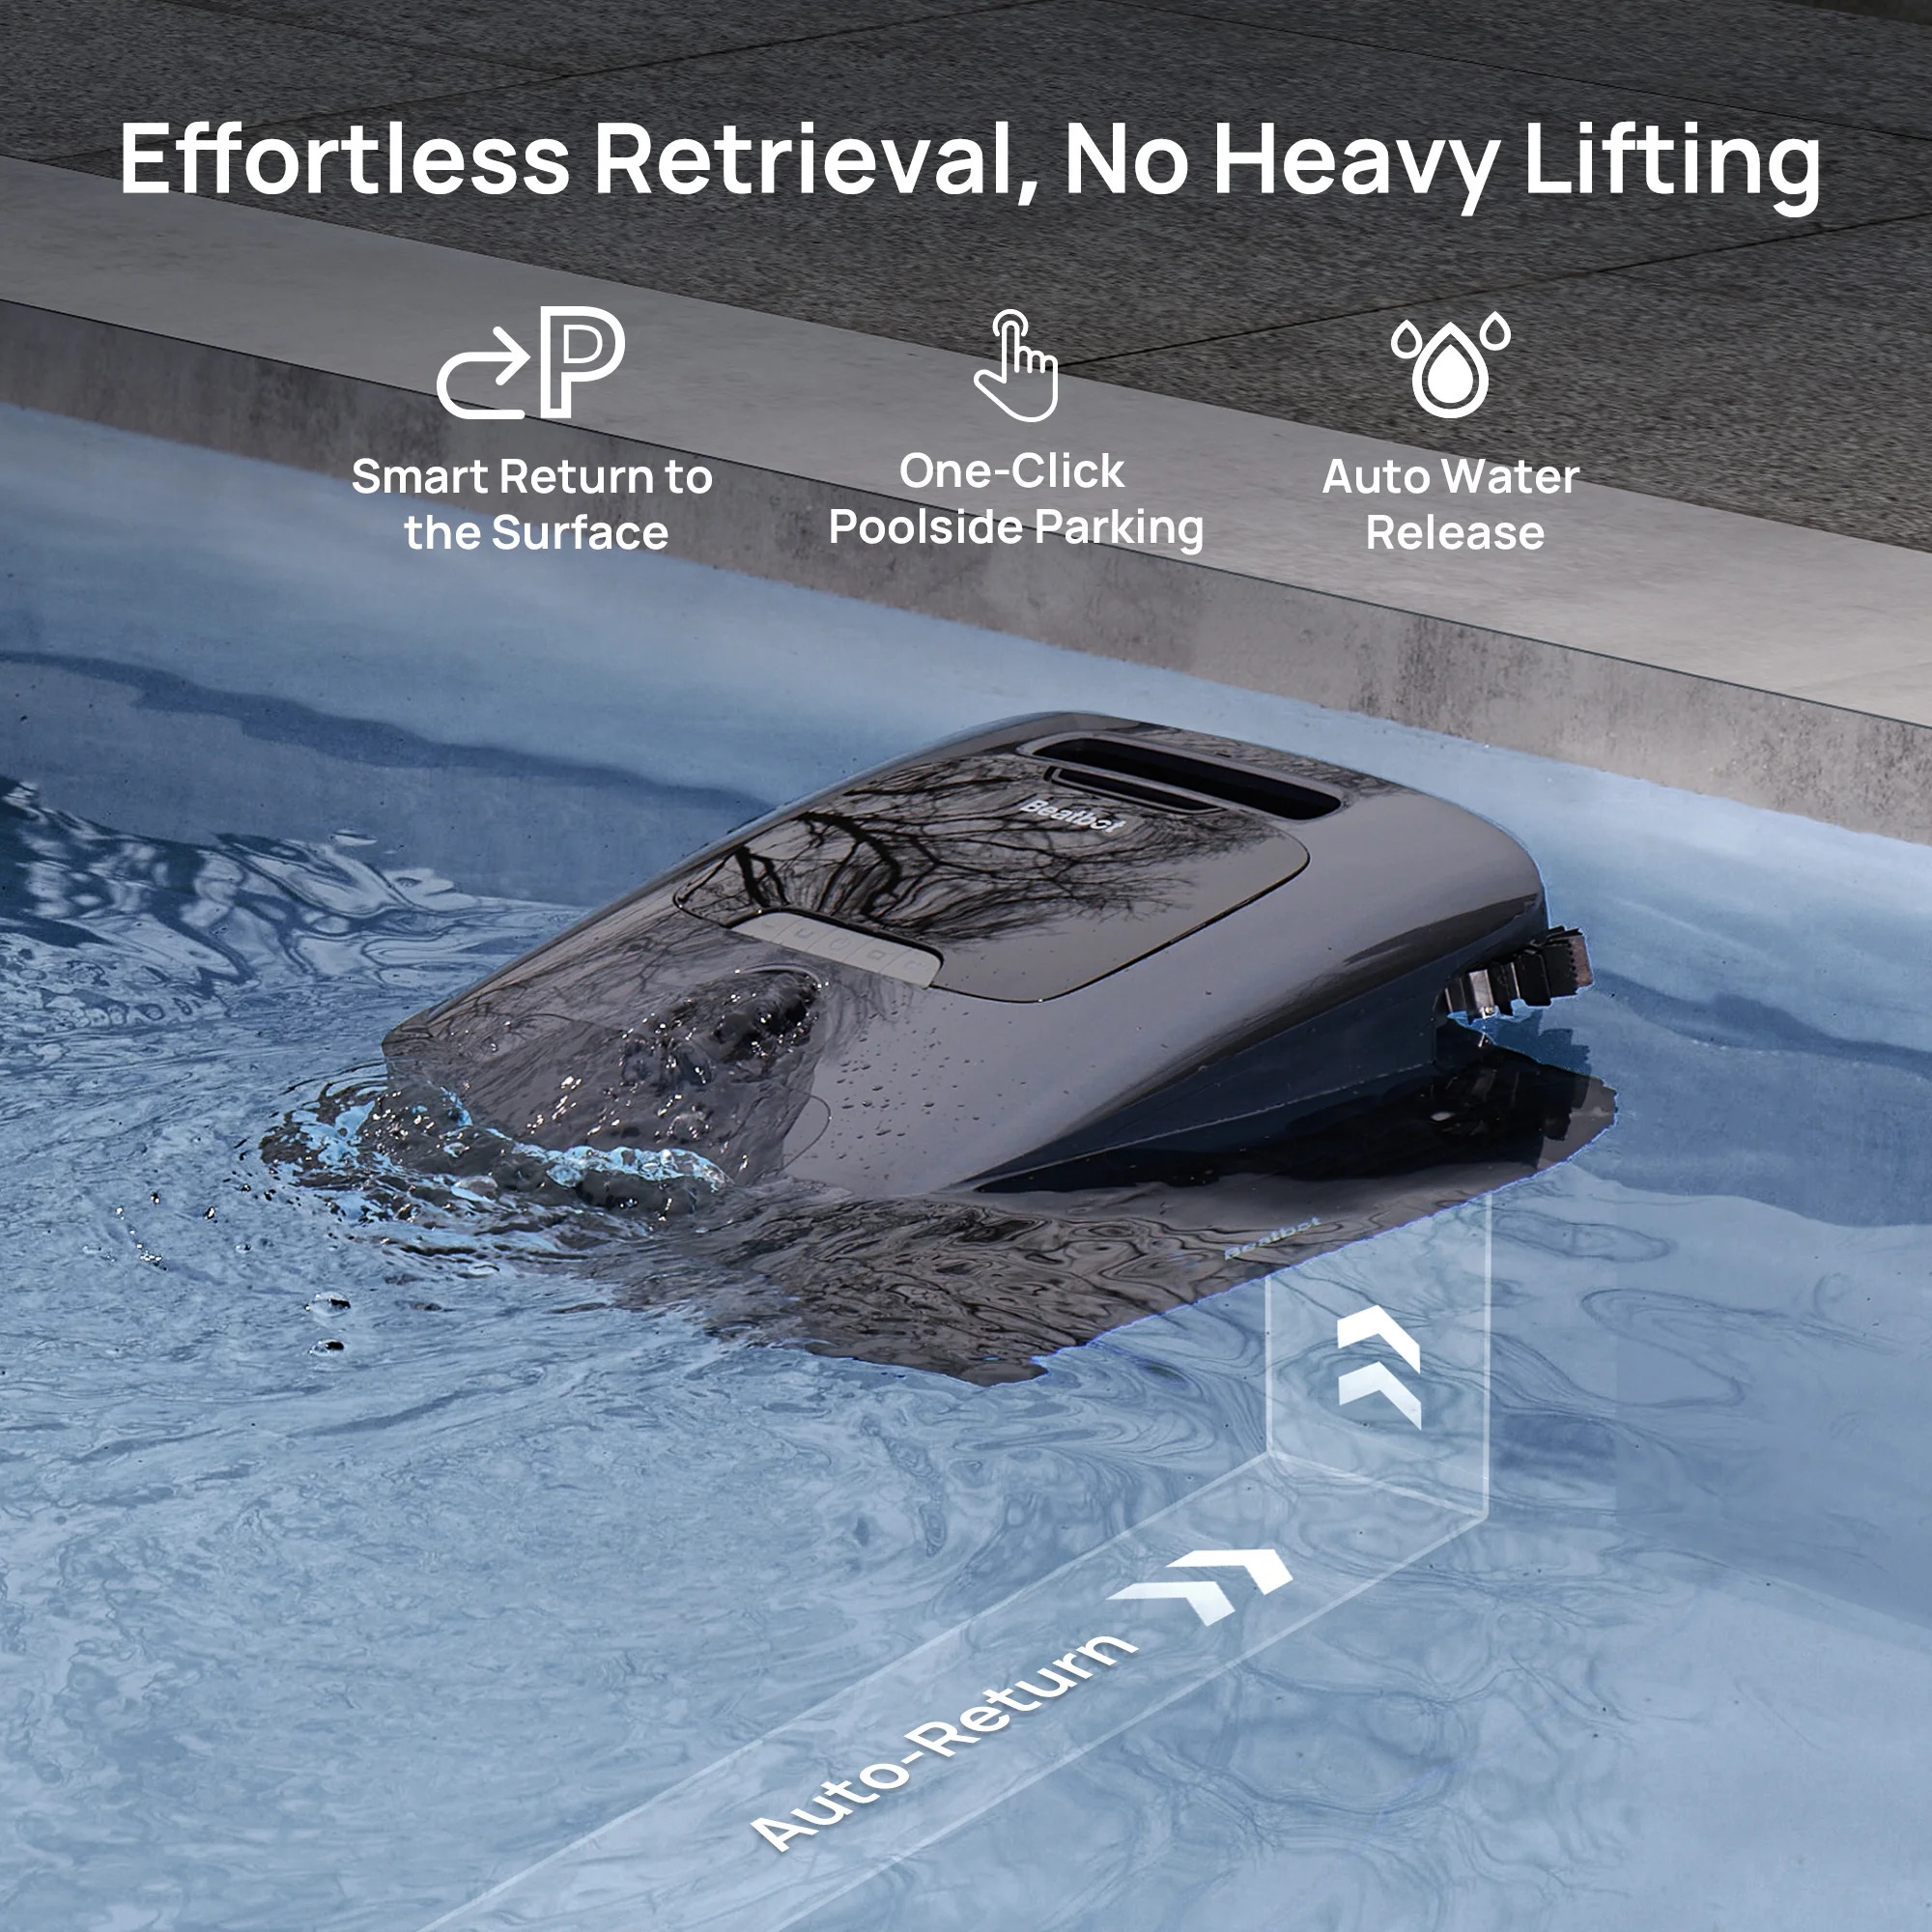 Effortless Retrieval, No Heavy Lifting
Smart Return to
the Surface
One-Click
Poolside Parking
Auto Water
Release
Beatbot
Beatbot
Auto-Return